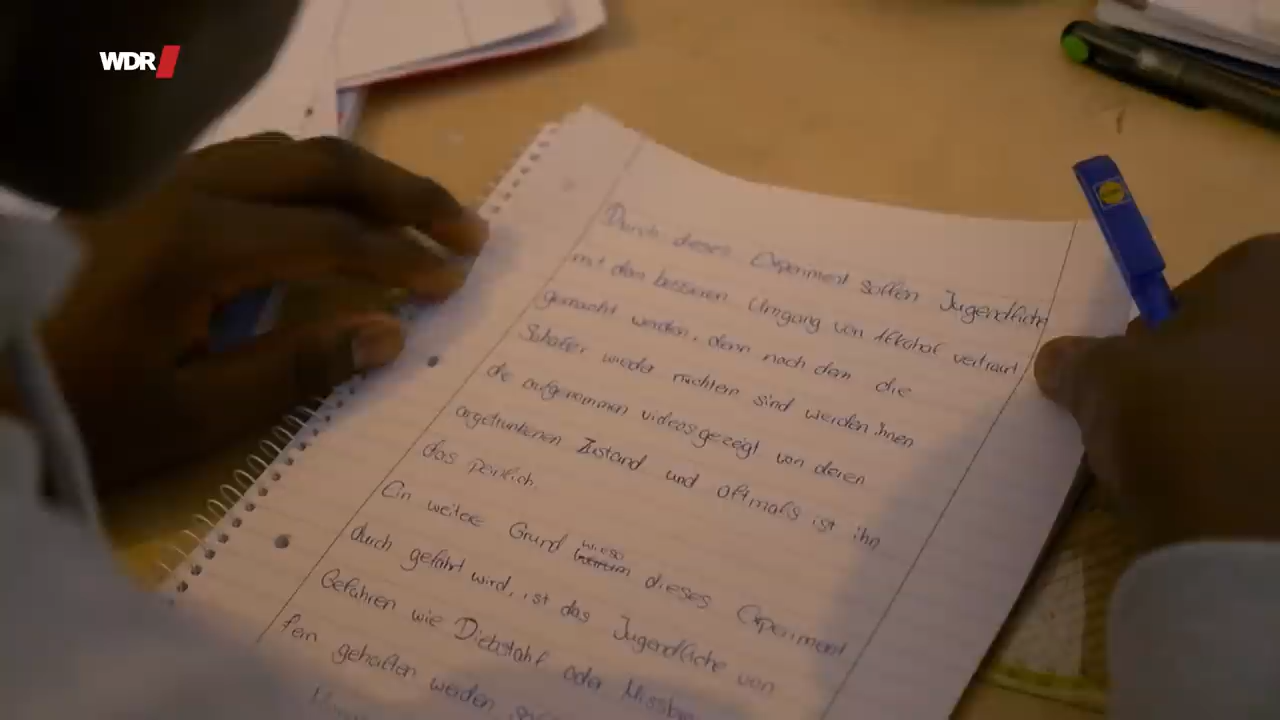 WDR
Durch dieses Experiment sollen Jugendliche
mit dem besseren Umgang von Alkohol vertraut
gemacht werden, denn nach dem die
Schüler wieder nüchtern sind werden ihnen
die aufgenommen videos gezeigt von deren
angetrunkenen Zustand und oftmals ist ihn
das peinlich.
Ein weiterer Grund wieso dieses Experiment
durch geführt wird, ist das Jugendliche von
Gefahren wie Diebstahl oder
fern gehalten werden